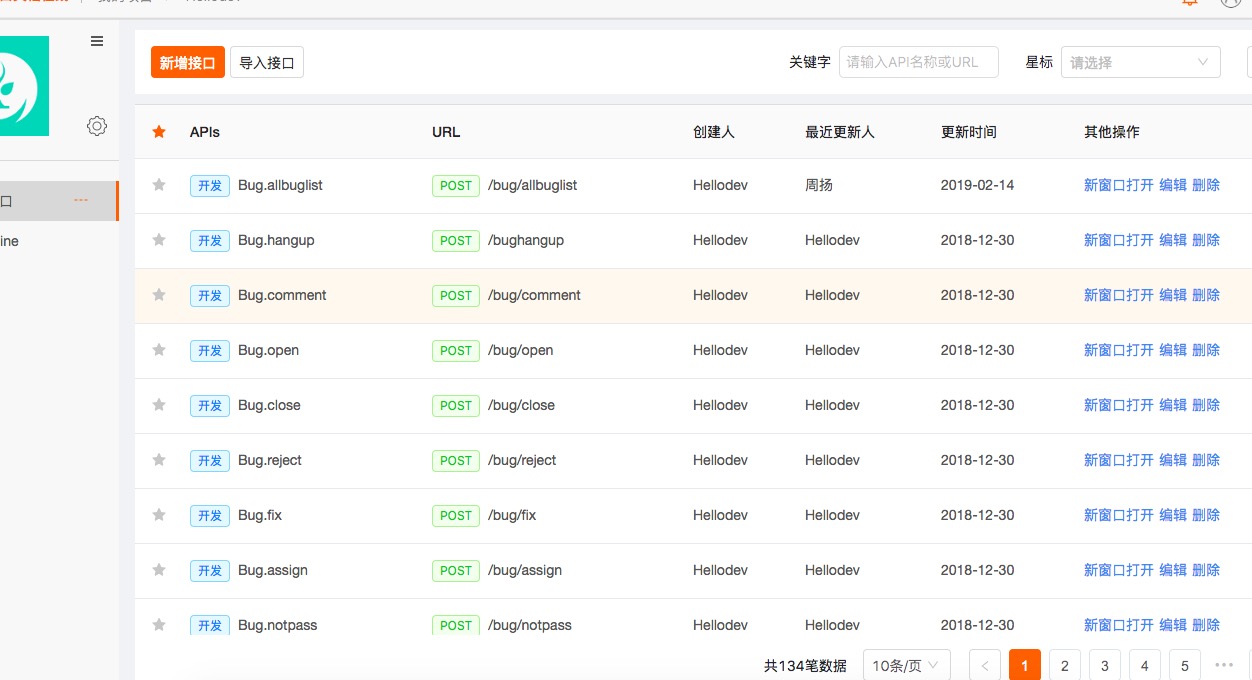 Hellodev
新增接口 导入接口 关键字 请输入API名称或URL 星标 请选择
APIs URL 创建人 最近更新人 更新时间 其他操作
开发 Bug.allbuglist POST /bug/allbuglist Hellodev 周扬 2019-02-14 新窗口打开 编辑 删除
口 ...
开发 Bug.hangup POST /bughangup Hellodev Hellodev 2018-12-30 新窗口打开 编辑 删除
ine
开发 Bug.comment POST /bug/comment Hellodev Hellodev 2018-12-30 新窗口打开 编辑 删除
开发 Bug.open POST /bug/open Hellodev Hellodev 2018-12-30 新窗口打开 编辑 删除
开发 Bug.close POST /bug/close Hellodev Hellodev 2018-12-30 新窗口打开 编辑 删除
开发 Bug.reject POST /bug/reject Hellodev Hellodev 2018-12-30 新窗口打开 编辑 删除
开发 Bug.fix POST /bug/fix Hellodev Hellodev 2018-12-30 新窗口打开 编辑 删除
开发 Bug.assign POST /bug/assign Hellodev Hellodev 2018-12-30 新窗口打开 编辑 删除
开发 Bug.notpass POST /bug/notpass Hellodev Hellodev 2018-12-30 新窗口打开 编辑 删除
共134笔数据 10条/页 < 1 2 3 4 5 •••